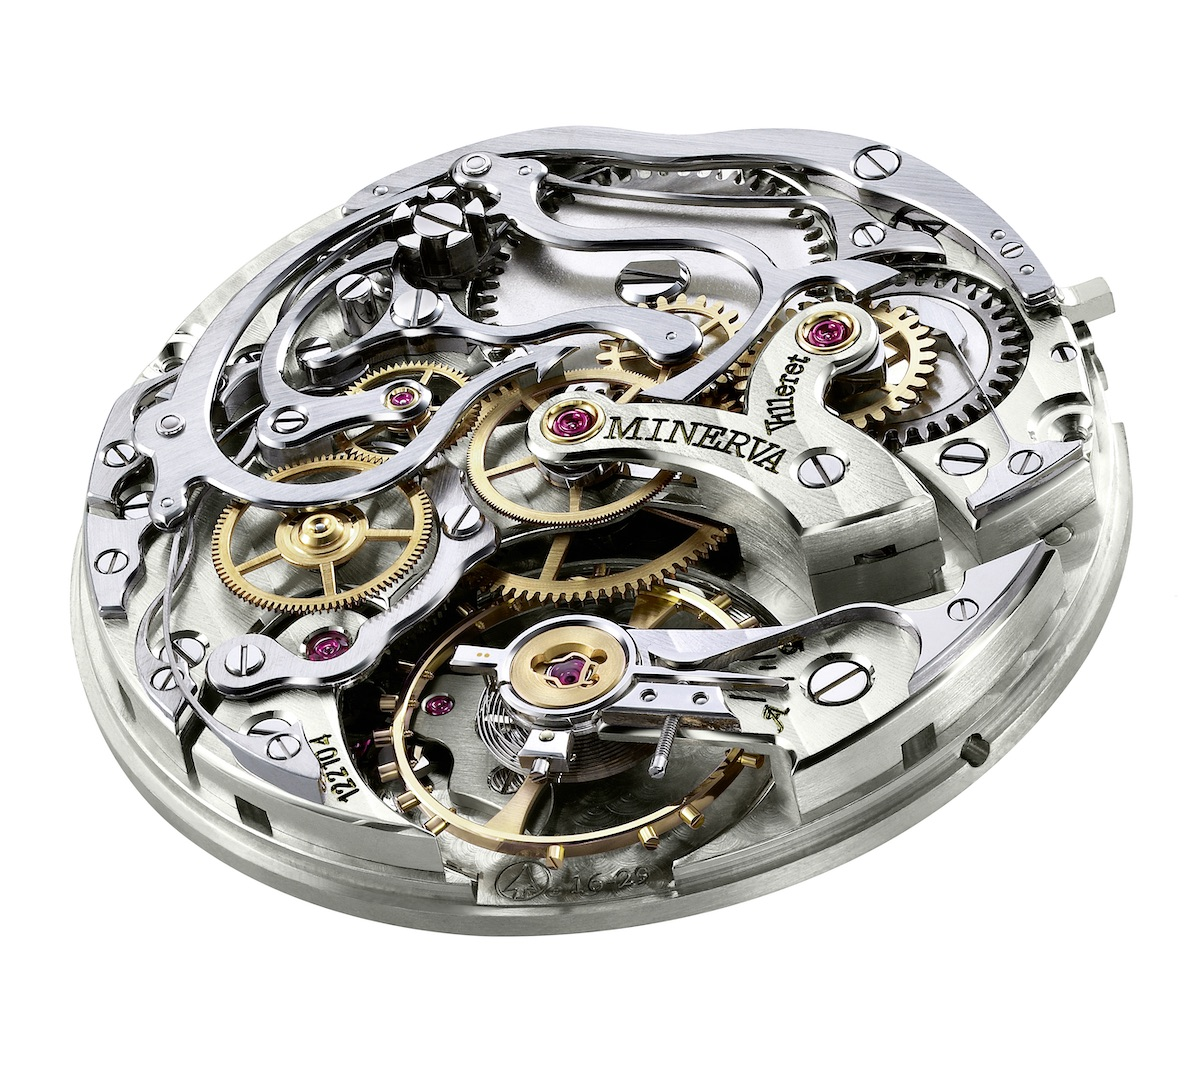 Villeret
MINERVA
A
122104
16-29